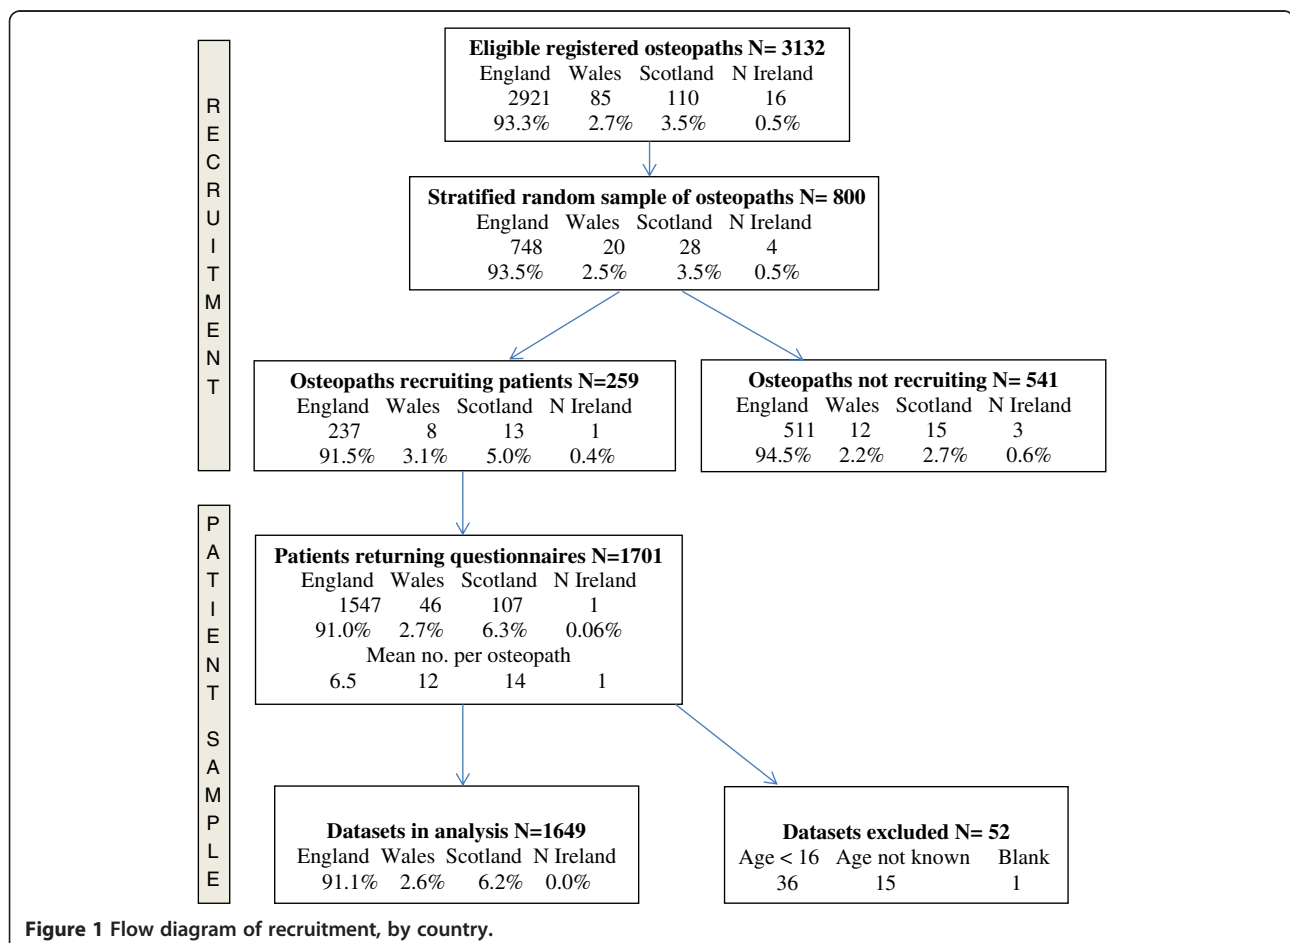 RECRUITMENT
Eligible registered osteopaths N= 3132
England Wales Scotland N Ireland
2921 85 110 16
93.3% 2.7% 3.5% 0.5%
Stratified random sample of osteopaths N= 800
England Wales Scotland N Ireland
748 20 28 4
93.5% 2.5% 3.5% 0.5%
Osteopaths recruiting patients N=259
England Wales Scotland N Ireland
237 8 13 1
91.5% 3.1% 5.0% 0.4%
Osteopaths not recruiting N= 541
England Wales Scotland N Ireland
511 12 15 3
94.5% 2.2% 2.7% 0.6%
PATIENT SAMPLE
Patients returning questionnaires N=1701
England Wales Scotland N Ireland
1547 46 107 1
91.0% 2.7% 6.3% 0.06%
Mean no. per osteopath
6.5 12 14 1
Datasets in analysis N=1649
England Wales Scotland N Ireland
91.1% 2.6% 6.2% 0.0%
Datasets excluded N= 52
Age < 16 Age not known Blank
36 15 1
Figure 1 Flow diagram of recruitment, by country.